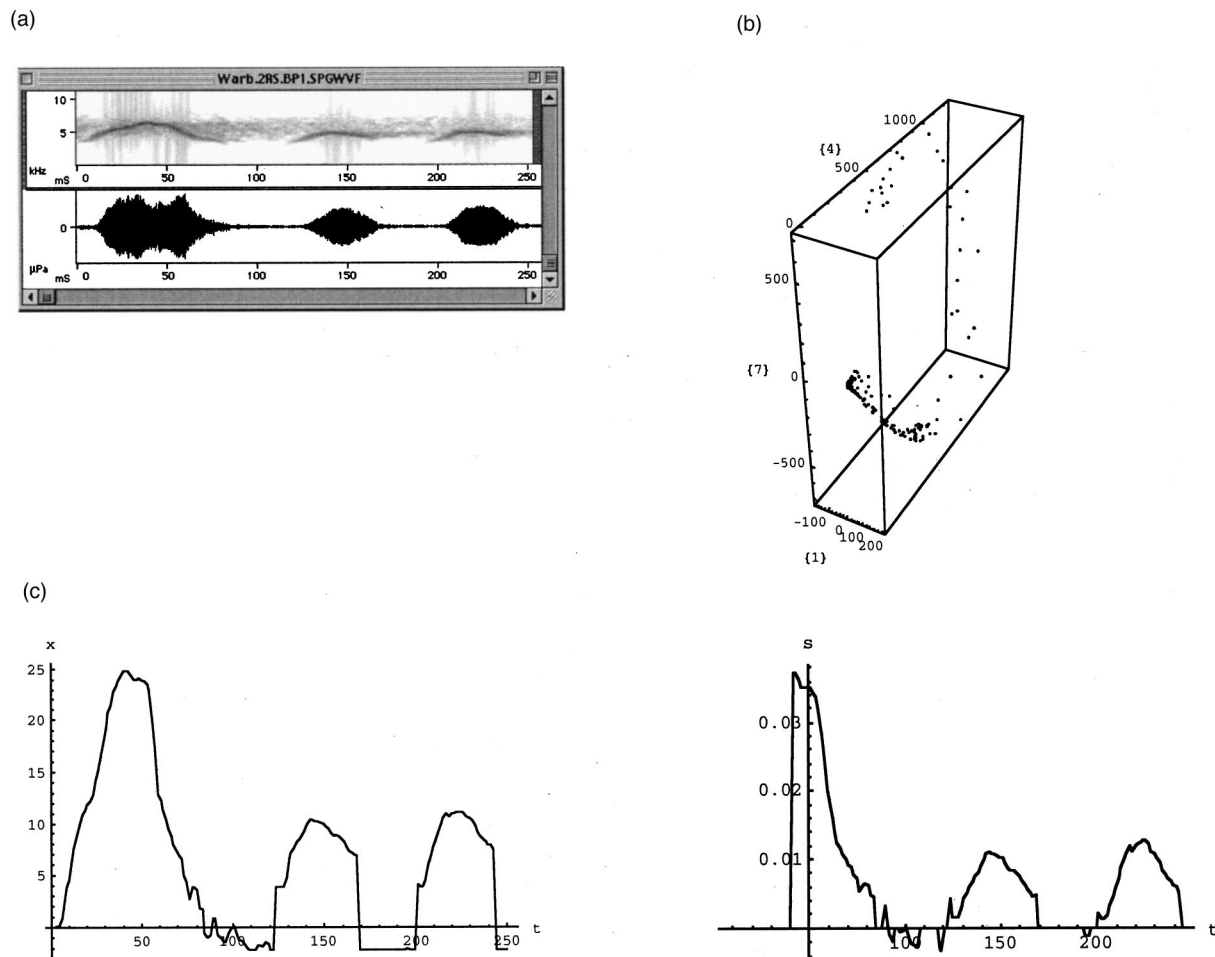 (a)
Warb.2RS.BP1.SPGWVF
10
5
kHz
mS
0 50 100 150 200 250
0
µPa
mS
0 50 100 150 200 250
(b)
{4}
1000
500
0
500
{7} 0
-500
-100 0 100 200
{1}
(c)
x
25
20
15
10
5
50 100 150 200 250 t
S
0.03
0.02
0.01
100 150 200 t